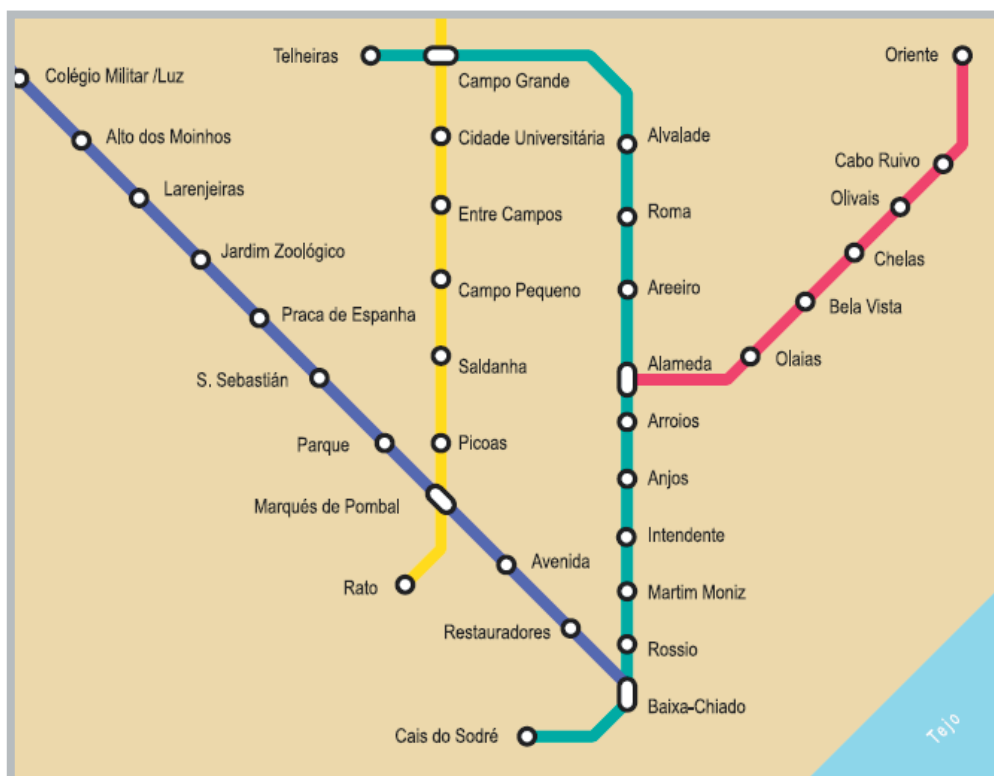 Telheiras
Oriente
Colégio Militar /Luz
Campo Grande
Alto dos Moinhos
Cidade Universitária
Alvalade
Cabo Ruivo
Larenjeiras
Olivais
Entre Campos
Roma
Jardim Zoológico
Chelas
Campo Pequeno
Areeiro
Bela Vista
Praca de Espanha
Saldanha
Alameda
Olaias
S. Sebastián
Arroios
Parque
Picoas
Anjos
Marqués de Pombal
Intendente
Avenida
Rato
Martim Moniz
Restauradores
Rossio
Baixa-Chiado
Cais do Sodré
Tejo